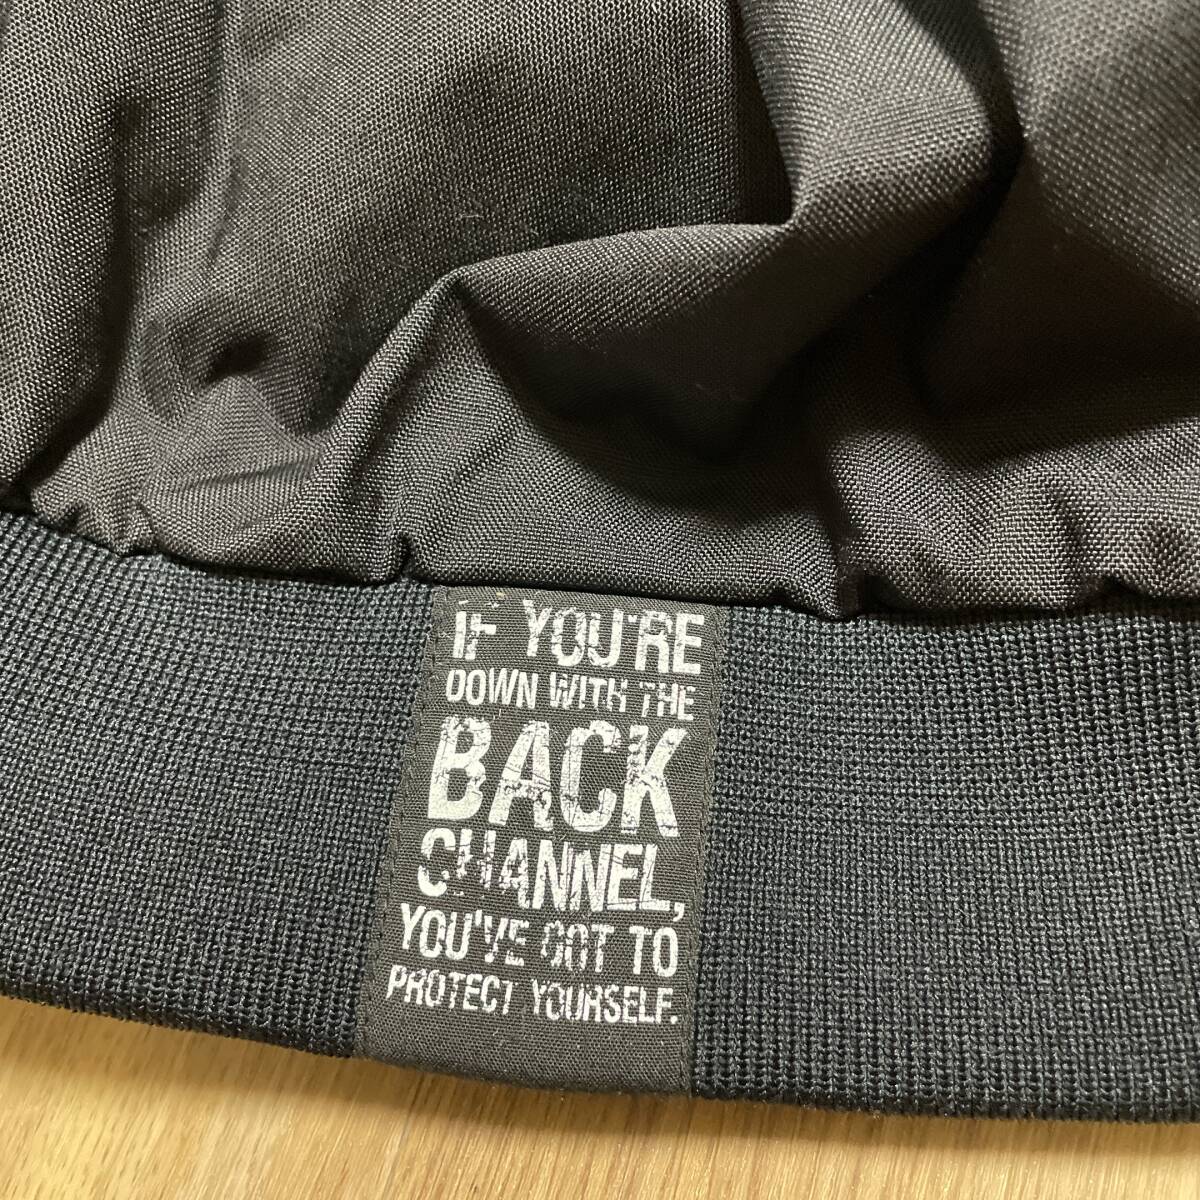 IF YOU'RE
DOWN WITH THE
BACK
CHANNEL,
YOU'VE GOT TO
PROTECT YOURSELF.